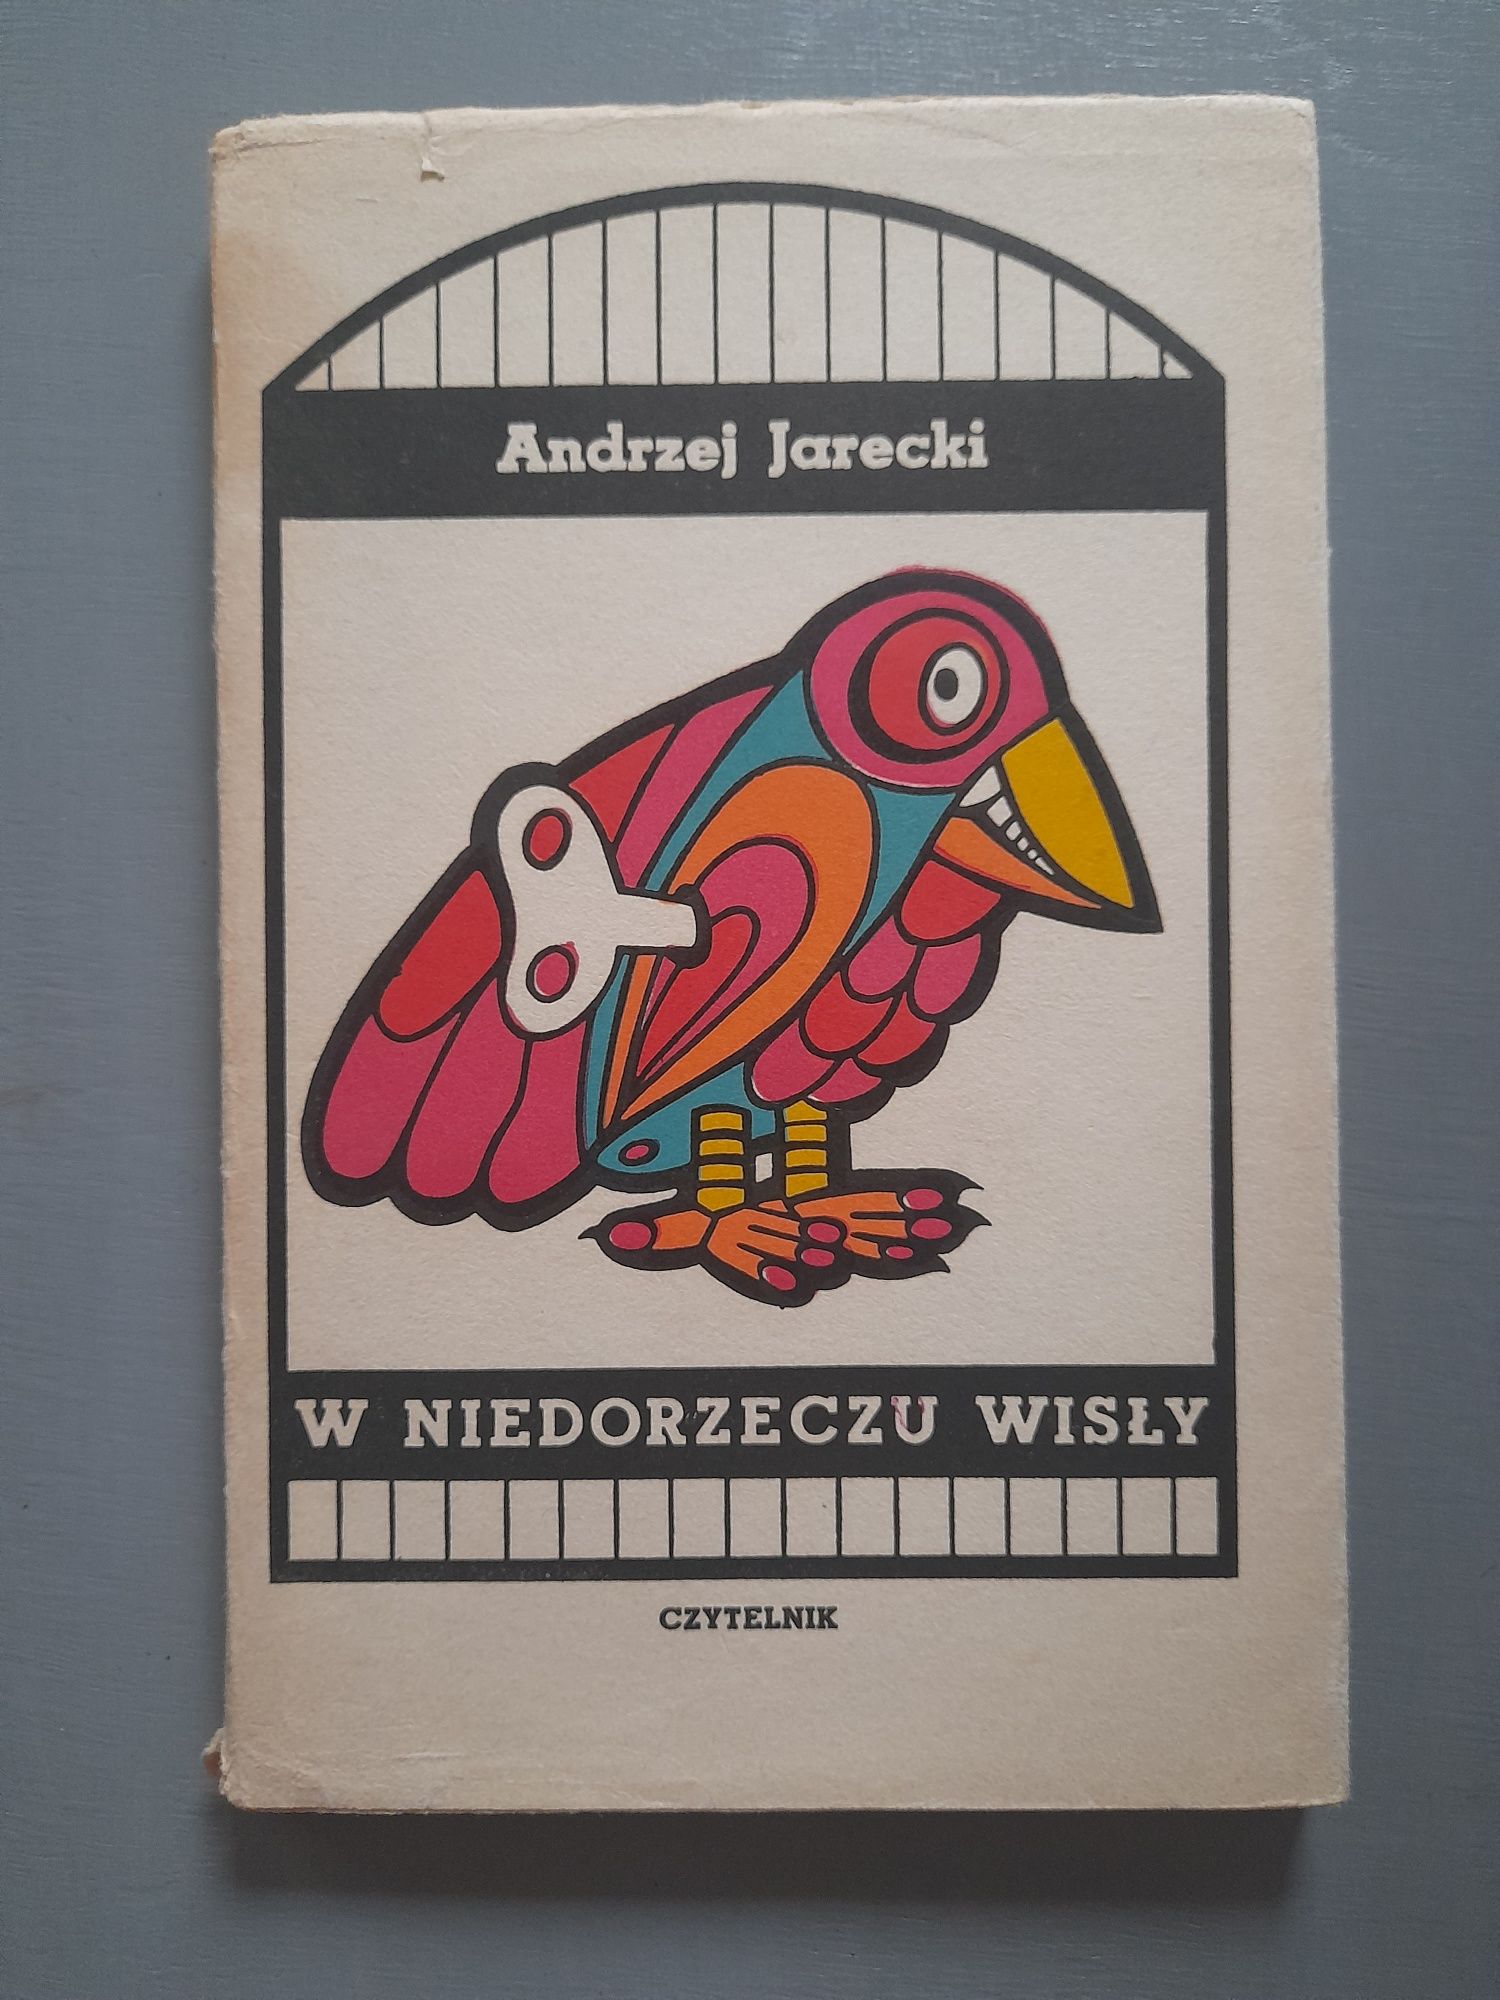 Andrzej Jarecki
W NIEDORZECZU WISŁY
CZYTELNIK